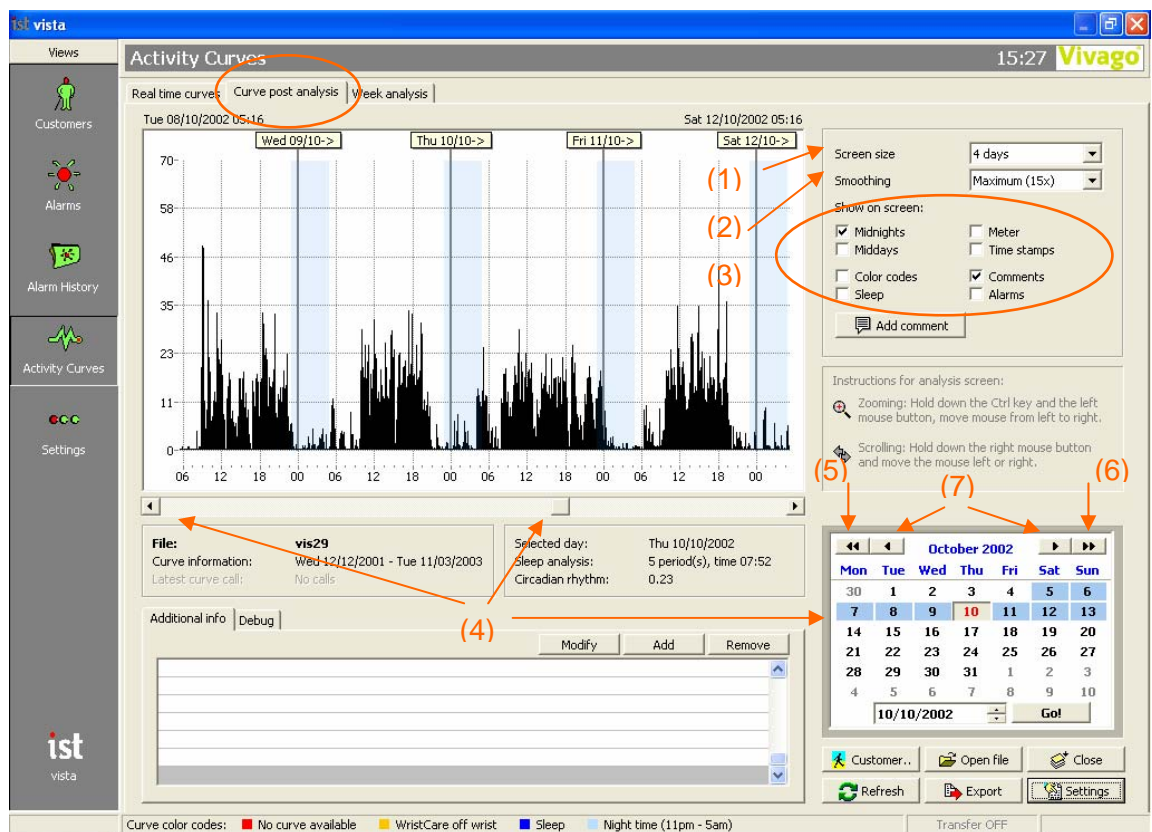 ist vista
Views
Activity Curves 15:27 Vivago
Real time curves Curve post analysis Week analysis
Customers
Alarms
Alarm History
Activity Curves
Settings
ist
vista
Tue 08/10/2002 05:16 Sat 12/10/2002 05:16
Wed 09/10-> Thu 10/10-> Fri 11/10-> Sat 12/10->
70
58
46
35
23
11
0
06 12 18 00 06 12 18 00 06 12 18 00 06 12 18 00
(1)
(2)
(3)
Screen size 4 days
Smoothing Maximum (15x)
Show on screen:
Midnights Meter
Middays Time stamps
Color codes Comments
Sleep Alarms
Add comment
Instructions for analysis screen:
Zooming: Hold down the Ctrl key and the left
mouse button, move mouse from left to right.
Scrolling: Hold down the right mouse button
and move the mouse left or right.
(5) (7) (6)
File: vis29
Curve information: Wed 12/12/2001 - Tue 11/03/2003
Latest curve call: No calls
Selected day: Thu 10/10/2002
Sleep analysis: 5 period(s), time 07:52
Circadian rhythm: 0.23
(4)
Additional info Debug
Modify Add Remove
October 2002
Mon Tue Wed Thu Fri Sat Sun
30 1 2 3 4 5 6
7 8 9 10 11 12 13
14 15 16 17 18 19 20
21 22 23 24 25 26 27
28 29 30 31 1 2 3
4 5 6 7 8 9 10
10/10/2002 Go!
Customer.. Open file Close
Refresh Export Settings
Curve color codes: No curve available WristCare off wrist Sleep Night time (11pm - 5am) Transfer OFF